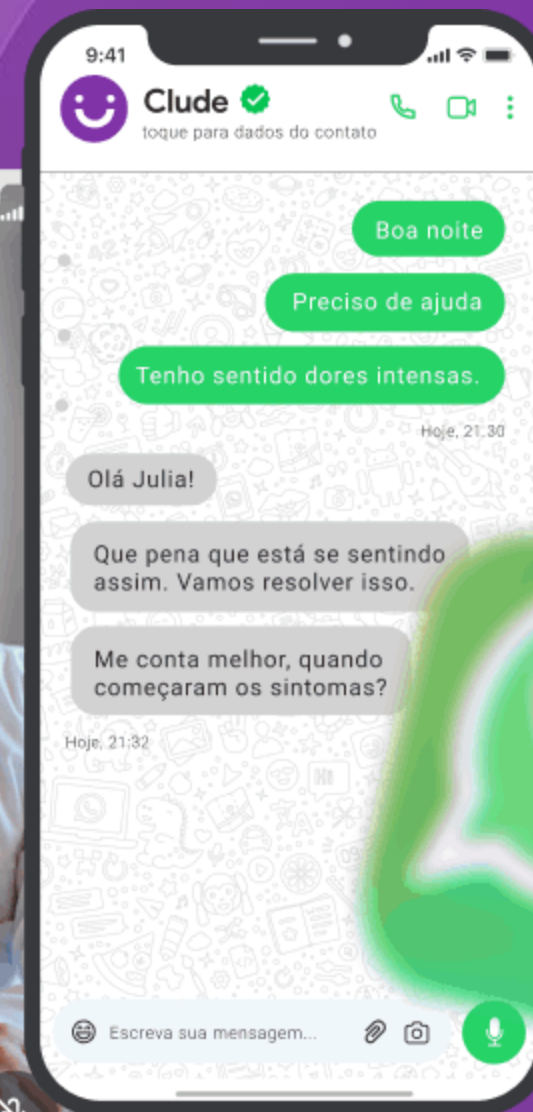 9:41
Clude
toque para dados do contato
Boa noite
Preciso de ajuda
Tenho sentido dores intensas.
Hoje, 21:30
Olá Julia!
Que pena que está se sentindo
assim. Vamos resolver isso.
Me conta melhor, quando
começaram os sintomas?
Hoje, 21:32
Hi!
Escreva sua mensagem...